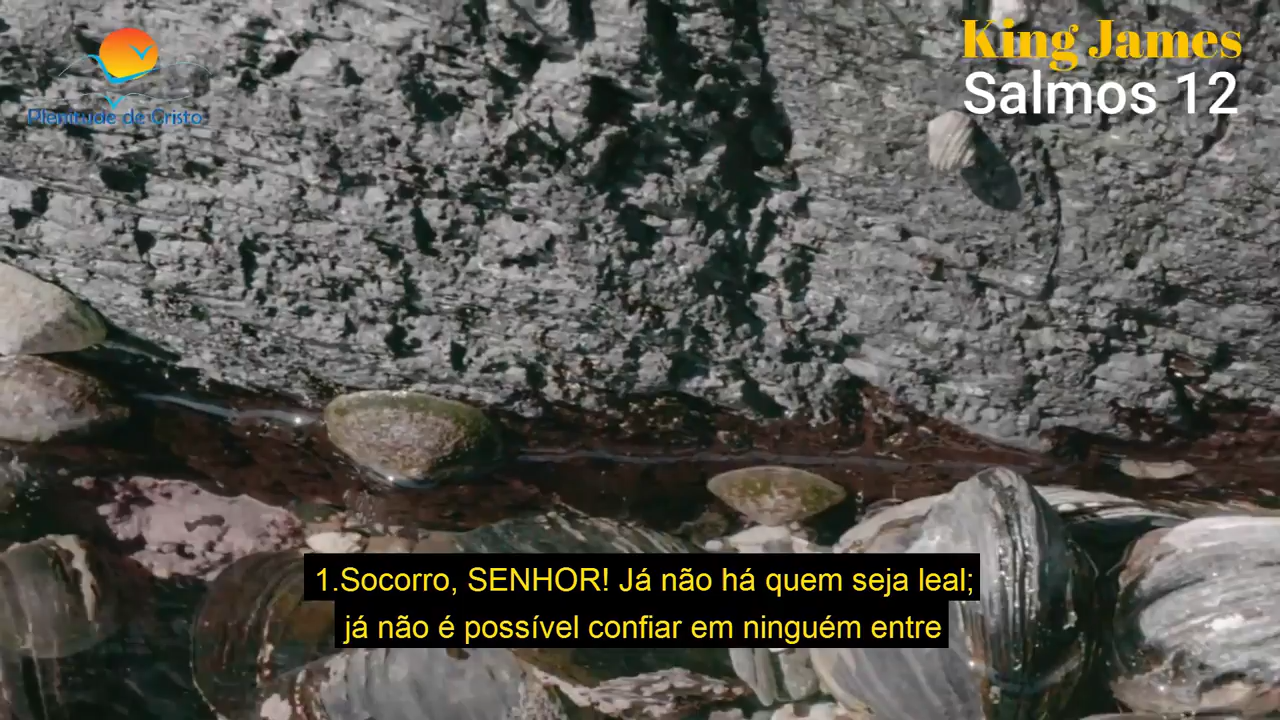 Plenitude de Cristo
King James
Salmos 12
1.Socorro, SENHOR! Já não há quem seja leal;
já não é possível confiar em ninguém entre